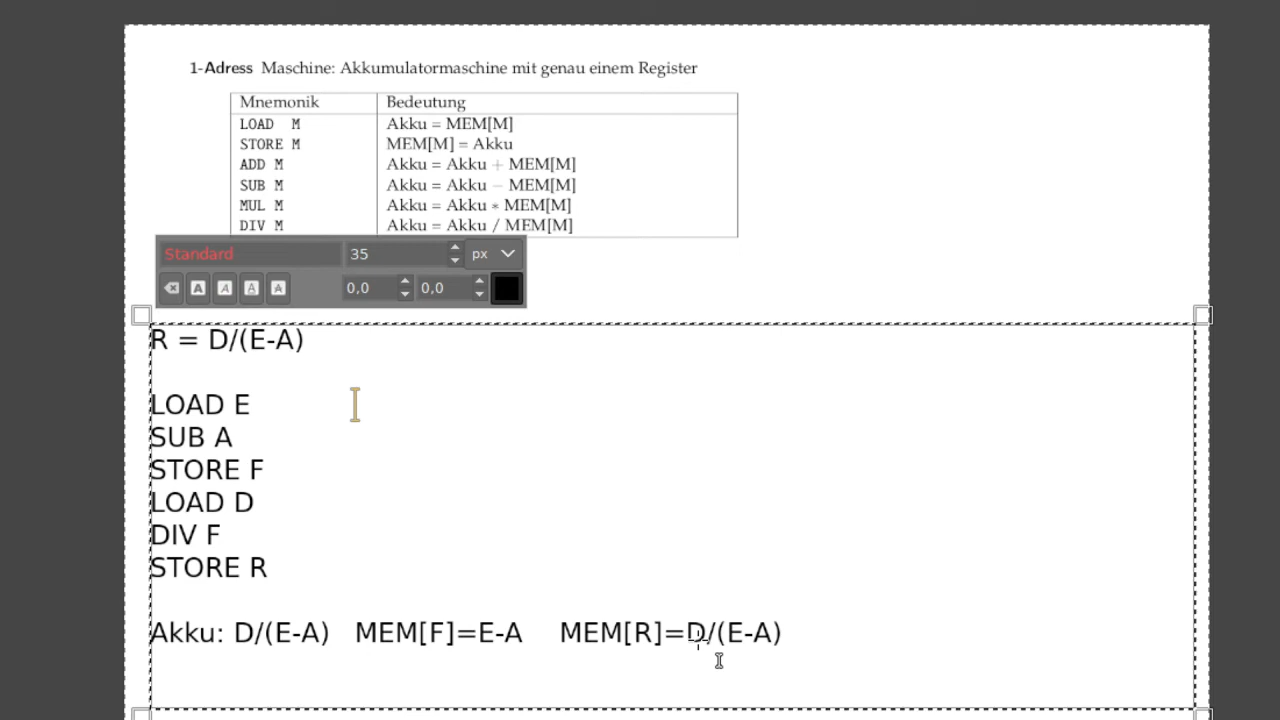 1-Adress Maschine: Akkumulatormaschine mit genau einem Register
Mnemonik Bedeutung
LOAD M Akku = MEM[M]
STORE M MEM[M] = Akku
ADD M Akku = Akku + MEM[M]
SUB M Akku = Akku − MEM[M]
MUL M Akku = Akku * MEM[M]
DIV M Akku = Akku / MEM[M]
Standard 35 px
A A A A 0,0 0,0
R = D/(E-A)
LOAD E
SUB A
STORE F
LOAD D
DIV F
STORE R
Akku: D/(E-A) MEM[F]=E-A MEM[R]=D/(E-A)